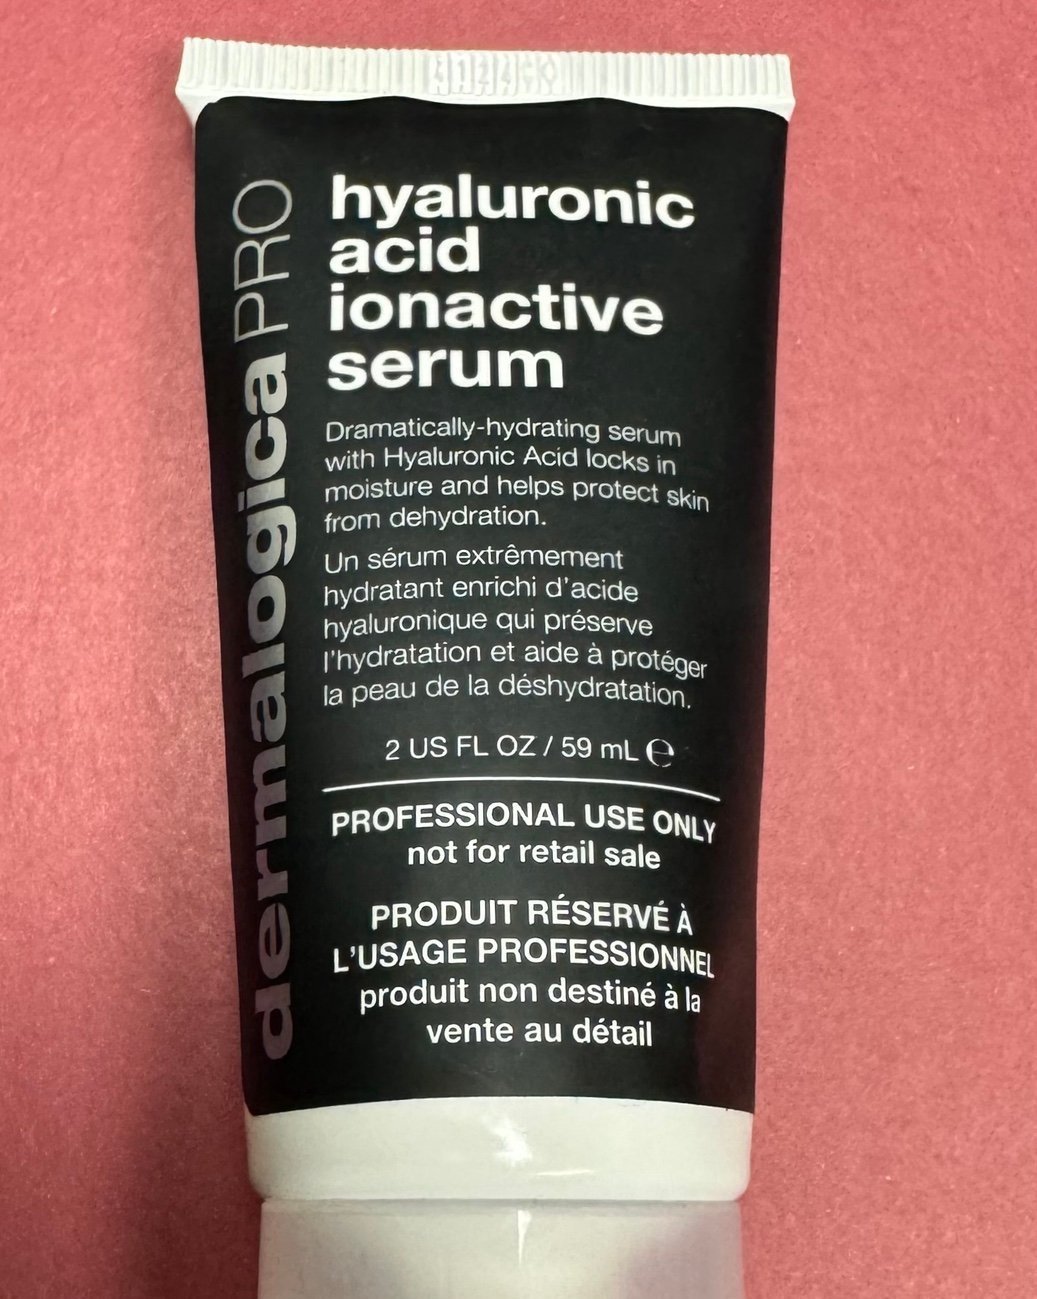 dermalogica PRO
hyaluronic
acid
ionactive
serum
Dramatically-hydrating serum
with Hyaluronic Acid locks in
moisture and helps protect skin
from dehydration.
Un sérum extrêmement
hydratant enrichi d'acide
hyaluronique qui préserve
l'hydratation et aide à protéger
la peau de la déshydratation.
2 US FL OZ / 59 mL ℮
PROFESSIONAL USE ONLY
not for retail sale
PRODUIT RÉSERVÉ À
L'USAGE PROFESSIONNEL
produit non destiné à la
vente au détail